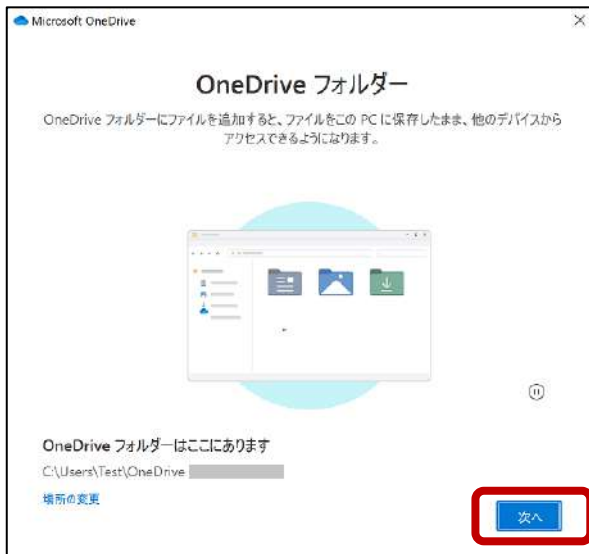 Microsoft OneDrive
OneDrive フォルダー
OneDrive フォルダーにファイルを追加すると、ファイルをこの PC に保存したまま、他のデバイスから
アクセスできるようになります。
OneDrive フォルダーはここにあります
C:\Users\Test\OneDrive
場所の変更
次へ